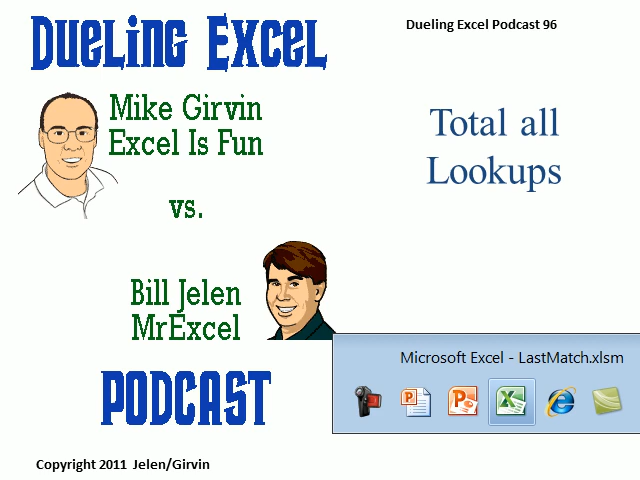 Dueling Excel
Dueling Excel Podcast 96
Mike Girvin
Excel Is Fun
vs.
Bill Jelen
MrExcel
PODCAST
Total all
Lookups
Microsoft Excel - LastMatch.xlsm
Copyright 2011 Jelen/Girvin